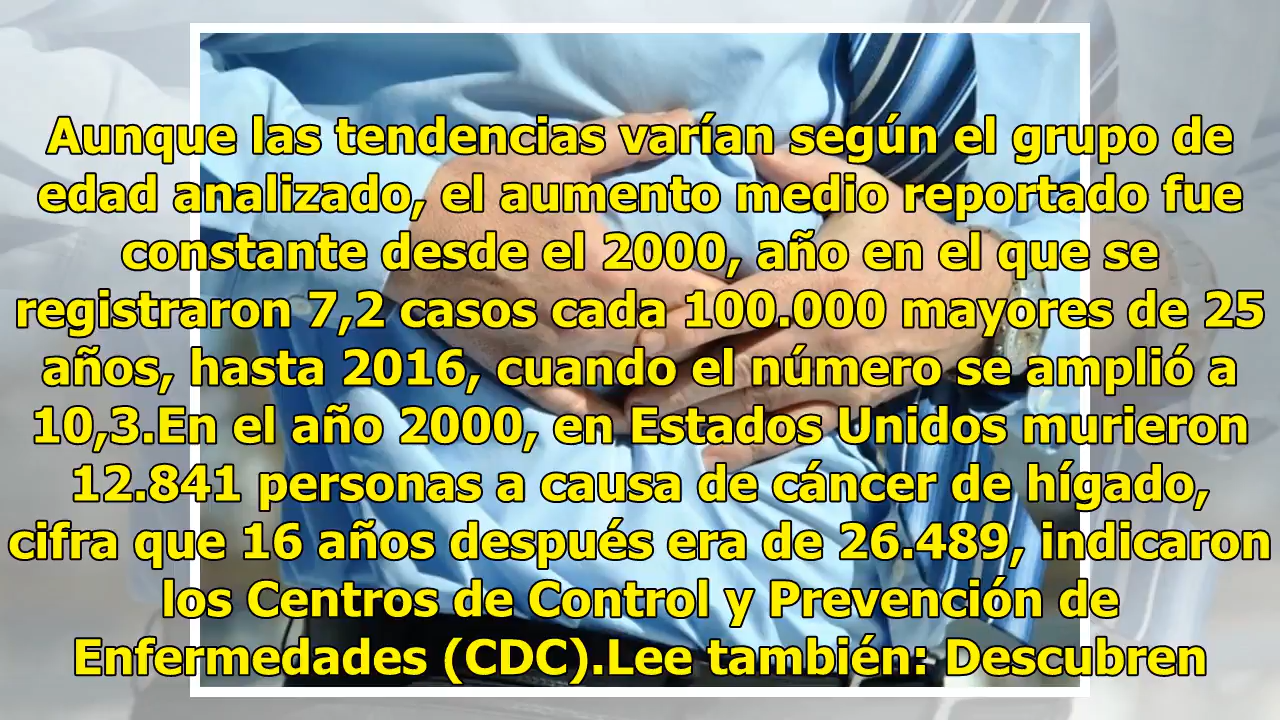 Aunque las tendencias varían según el grupo de
edad analizado, el aumento medio reportado fue
constante desde el 2000, año en el que se
registraron 7,2 casos cada 100.000 mayores de 25
años, hasta 2016, cuando el número se amplió a
10,3.En el año 2000, en Estados Unidos murieron
12.841 personas a causa de cáncer de hígado,
cifra que 16 años después era de 26.489, indicaron
los Centros de Control y Prevención de
Enfermedades (CDC).Lee también: Descubren